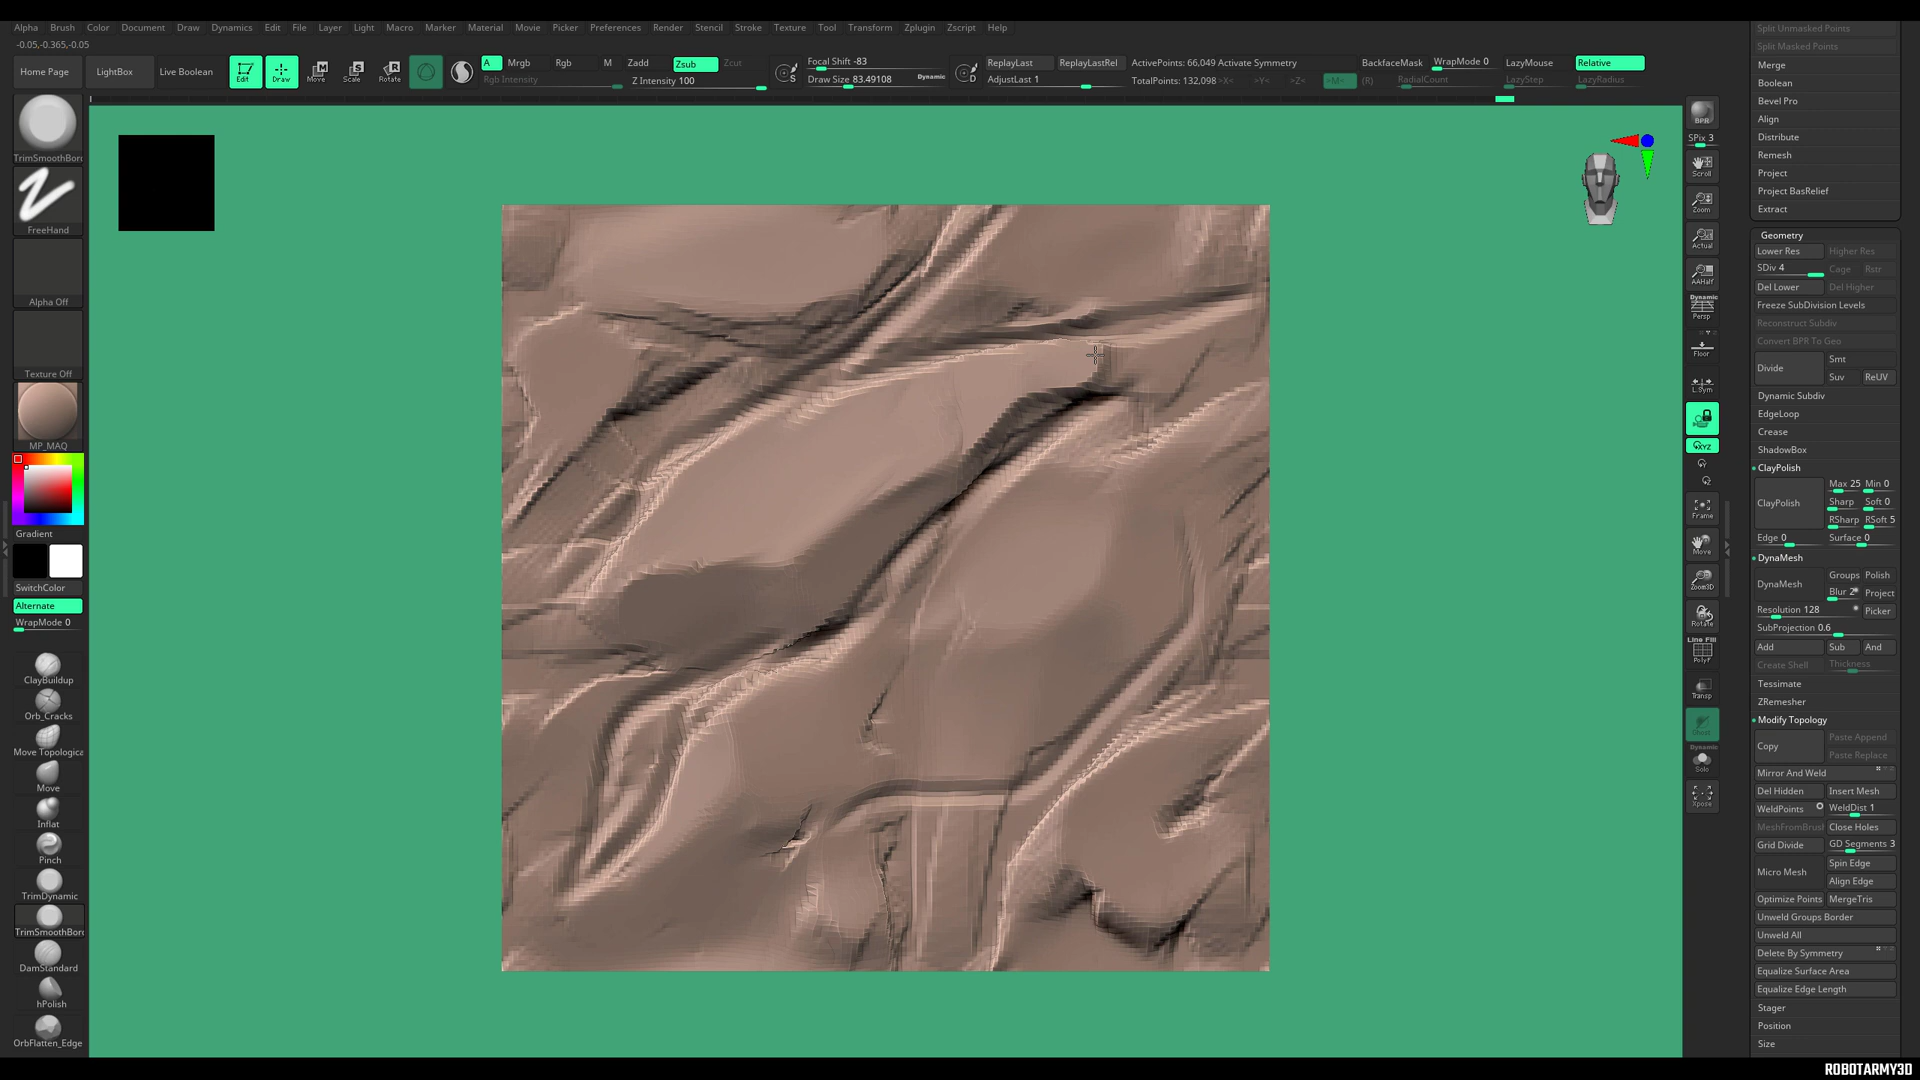 Alpha Brush Color Document Draw Dynamics Edit File Layer Light Macro Marker Material Movie Picker Preferences Render Stencil Stroke Texture Tool Transform Zplugin Zscript Help
-0.05,-0.365,-0.05
Home Page LightBox Live Boolean Edit Draw Move Scale Rotate
A Mrgb Rgb M Zadd Zsub Zcut
Rgb Intensity Z Intensity 100
Focal Shift -83
Draw Size 83.49108 Dynamic
S D
ReplayLast ReplayLastRel
AdjustLast 1
ActivePoints: 66,049 Activate Symmetry
TotalPoints: 132,098 >X< >Y< >Z< >M< (R) RadialCount
BackfaceMask WrapMode 0 LazyMouse Relative
LazyStep LazyRadius
TrimSmoothBor
FreeHand
Alpha Off
Texture Off
MP_MAQ
Gradient
SwitchColor
Alternate
WrapMode 0
ClayBuildup
Orb_Cracks
Move Topologica
Move
Inflat
Pinch
TrimDynamic
TrimSmoothBor
DamStandard
hPolish
OrbFlatten_Edge
BPR
SPix 3
Scroll
Zoom
Actual
AAHalf
Dynamic
Persp
Floor
L.Sym
XYZ
Frame
Move
Zoom3D
Rotate
Line Fill
PolyF
Transp
Ghost
Dynamic
Solo
Xpose
Split Unmasked Points
Split Masked Points
Merge
Boolean
Bevel Pro
Align
Distribute
Remesh
Project
Project BasRelief
Extract
Geometry
Lower Res Higher Res
SDiv 4 Cage Rstr
Del Lower Del Higher
Freeze SubDivision Levels
Reconstruct Subdiv
Convert BPR To Geo
Divide Smt
Suv ReUV
Dynamic Subdiv
EdgeLoop
Crease
ShadowBox
ClayPolish
ClayPolish Max 25 Min 0
Sharp Soft 0
RSharp RSoft 5
Edge 0 Surface 0
DynaMesh
DynaMesh Groups Polish
Blur 2 Project
Resolution 128 Picker
SubProjection 0.6
Add Sub And
Create Shell Thickness
Tessimate
ZRemesher
Modify Topology
Copy Paste Append
Paste Replace
Mirror And Weld
Del Hidden Insert Mesh
WeldPoints WeldDist 1
MeshFromBrush Close Holes
Grid Divide GD Segments 3
Micro Mesh Spin Edge
Align Edge
Optimize Points MergeTris
Unweld Groups Border
Unweld All
Delete By Symmetry
Equalize Surface Area
Equalize Edge Length
Stager
Position
Size
ROBOTARMY3D